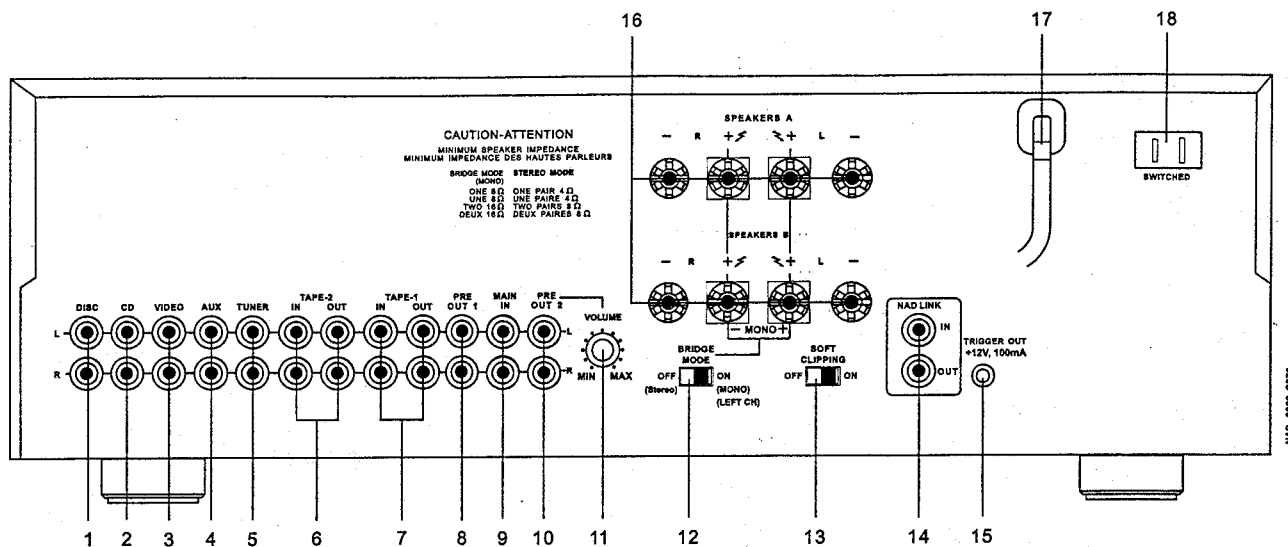 16 17 18
SPEAKERS A
− R + + L −
CAUTION-ATTENTION
MINIMUM SPEAKER IMPEDANCE
MINIMUM IMPEDANCE DES HAUTES PARLEURS
BRIDGE MODE STEREO MODE
(MONO)
ONE 8Ω ONE PAIR 4Ω
UNE 8Ω UNE PAIRE 4Ω
TWO 16Ω TWO PAIRS 8Ω
DEUX 16Ω DEUX PAIRES 8Ω
SWITCHED
SPEAKERS B
− R + + L −
− MONO +
DISC CD VIDEO AUX TUNER TAPE-2 IN OUT TAPE-1 IN OUT PRE OUT 1 MAIN IN PRE OUT 2
L L
R R
VOLUME
MIN MAX
BRIDGE
MODE
OFF ON
(Stereo) (MONO)
(LEFT CH)
SOFT
CLIPPING
OFF ON
NAD LINK
IN
OUT
TRIGGER OUT
+12V, 100mA
1 2 3 4 5 6 7 8 9 10 11 12 13 14 15